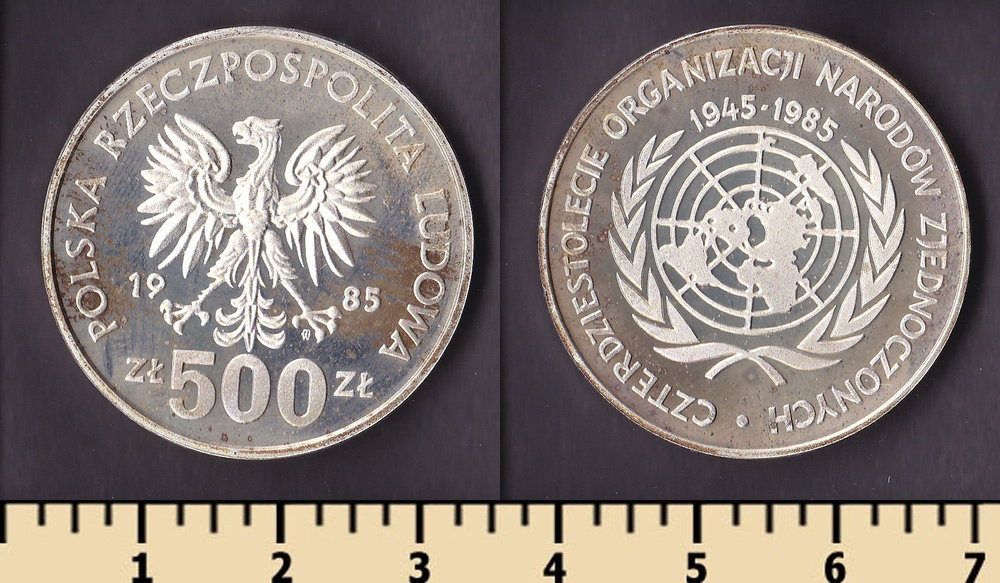 POLSKA RZECZPOSPOLITA LUDOWA
19 85
ZŁ 500 ZŁ
CZTERDZIESTOLECIE ORGANIZACJI NARODÓW ZJEDNOCZONYCH •
1945-1985
1 2 3 4 5 6 7